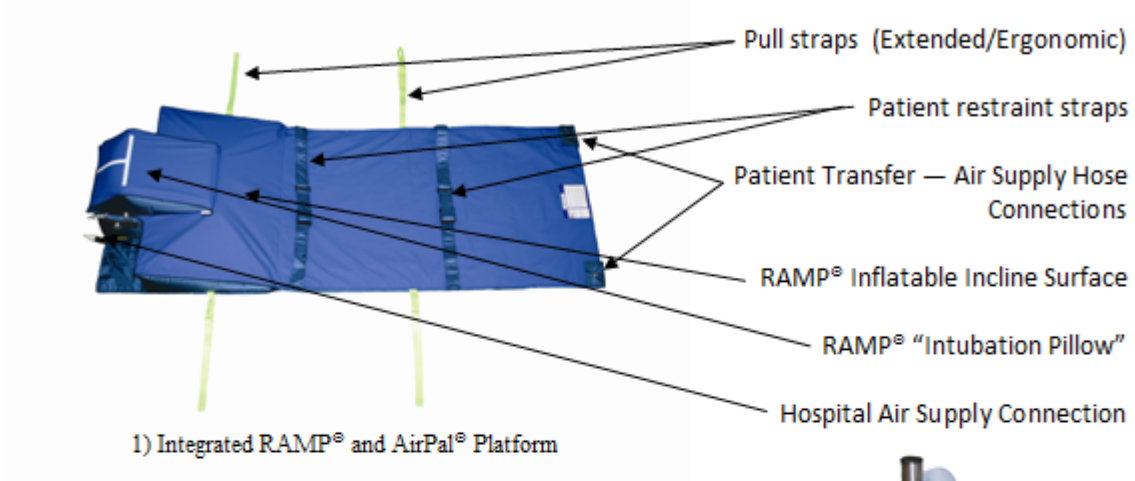 Pull straps (Extended/Ergonomic)
Patient restraint straps
Patient Transfer — Air Supply Hose
Connections
RAMP® Inflatable Incline Surface
RAMP® “Intubation Pillow”
Hospital Air Supply Connection
1) Integrated RAMP® and AirPal® Platform